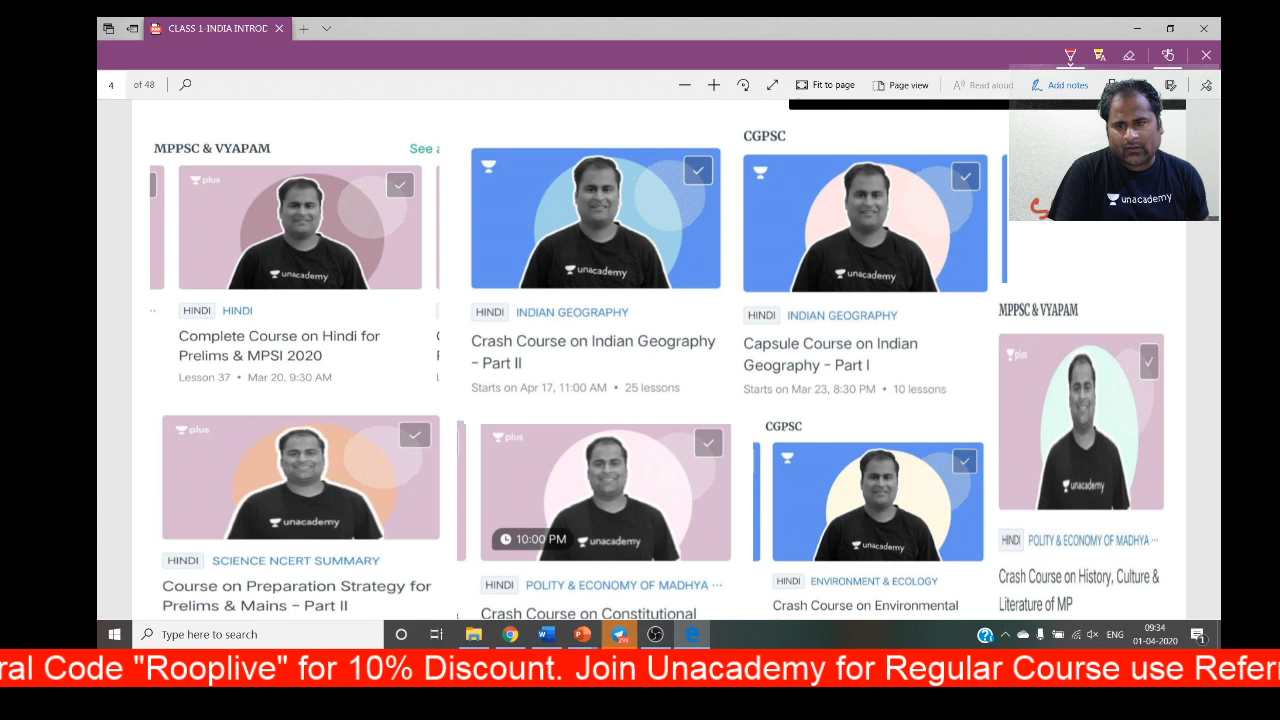 CLASS 1-INDIA INTROD
4 of 48
Fit to page
Page view
Read aloud
Add notes
unacademy
MPPSC & VYAPAM
See a
plus
unacademy
HINDI HINDI
Complete Course on Hindi for
Prelims & MPSI 2020
Lesson 37 • Mar 20, 9:30 AM
unacademy
HINDI INDIAN GEOGRAPHY
Crash Course on Indian Geography
- Part II
Starts on Apr 17, 11:00 AM • 25 lessons
CGPSC
unacademy
HINDI INDIAN GEOGRAPHY
Capsule Course on Indian
Geography - Part I
Starts on Mar 23, 8:30 PM • 10 lessons
MPPSC & VYAPAM
plus
unacademy
HINDI POLITY & ECONOMY OF MADHYA ...
Crash Course on History, Culture &
Literature of MP
plus
unacademy
HINDI SCIENCE NCERT SUMMARY
Course on Preparation Strategy for
Prelims & Mains - Part II
plus
10:00 PM
unacademy
HINDI POLITY & ECONOMY OF MADHYA ...
Crash Course on Constitutional
CGPSC
unacademy
HINDI ENVIRONMENT & ECOLOGY
Crash Course on Environmental
Type here to search
298
ENG
09:34
01-04-2020
1
ral Code "Rooplive" for 10% Discount. Join Unacademy for Regular Course use Referr